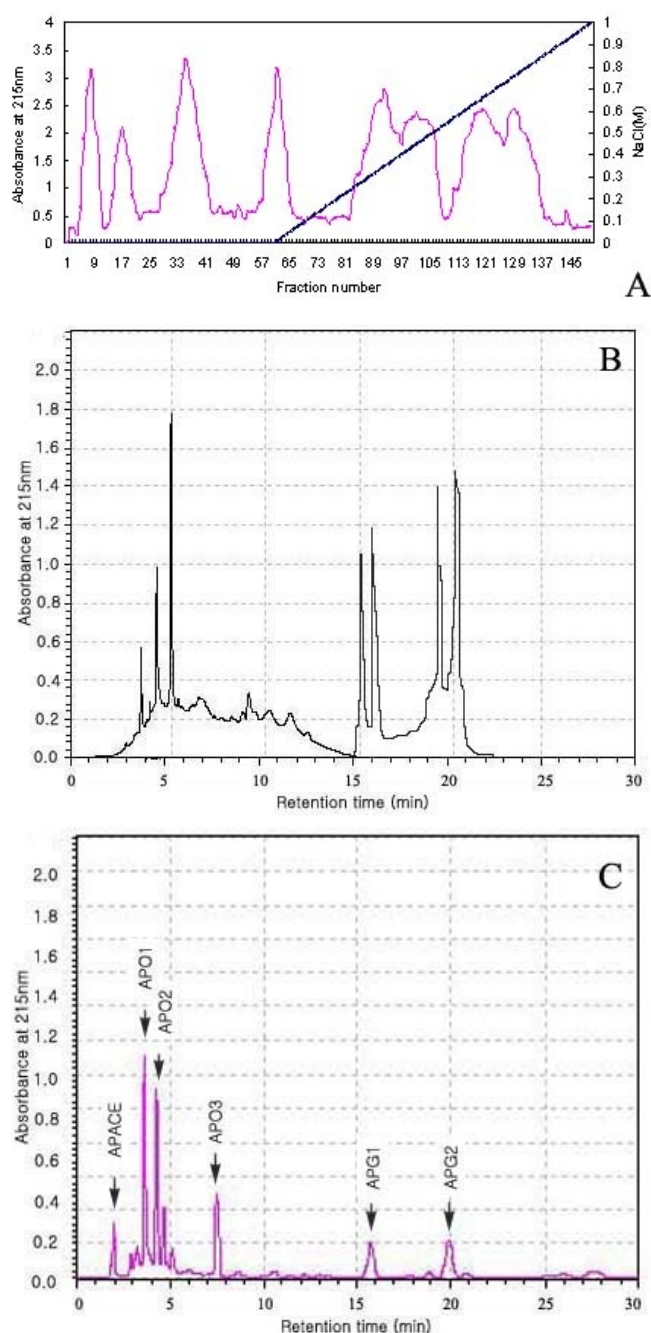 Absorbance at 215nm
4
3.5
3
2.5
2
1.5
1
0.5
0
1
0.9
0.8
0.7
0.6
0.5
0.4
0.3
0.2
0.1
0
NaCl(M)
1 9 17 25 33 41 49 57 65 73 81 89 97 105 113 121 129 137 145
Fraction number
A
B
Absorbance at 215nm
2.0
1.8
1.6
1.4
1.2
1.0
0.8
0.6
0.4
0.2
0.0
0 5 10 15 20 25 30
Retention time (min)
C
Absorbance at 215nm
2.0
1.8
1.6
1.4
1.2
1.0
0.8
0.6
0.4
0.2
0.0
APACE
APO1
APO2
APO3
APG1
APG2
0 5 10 15 20 25 30
Retention time (min)